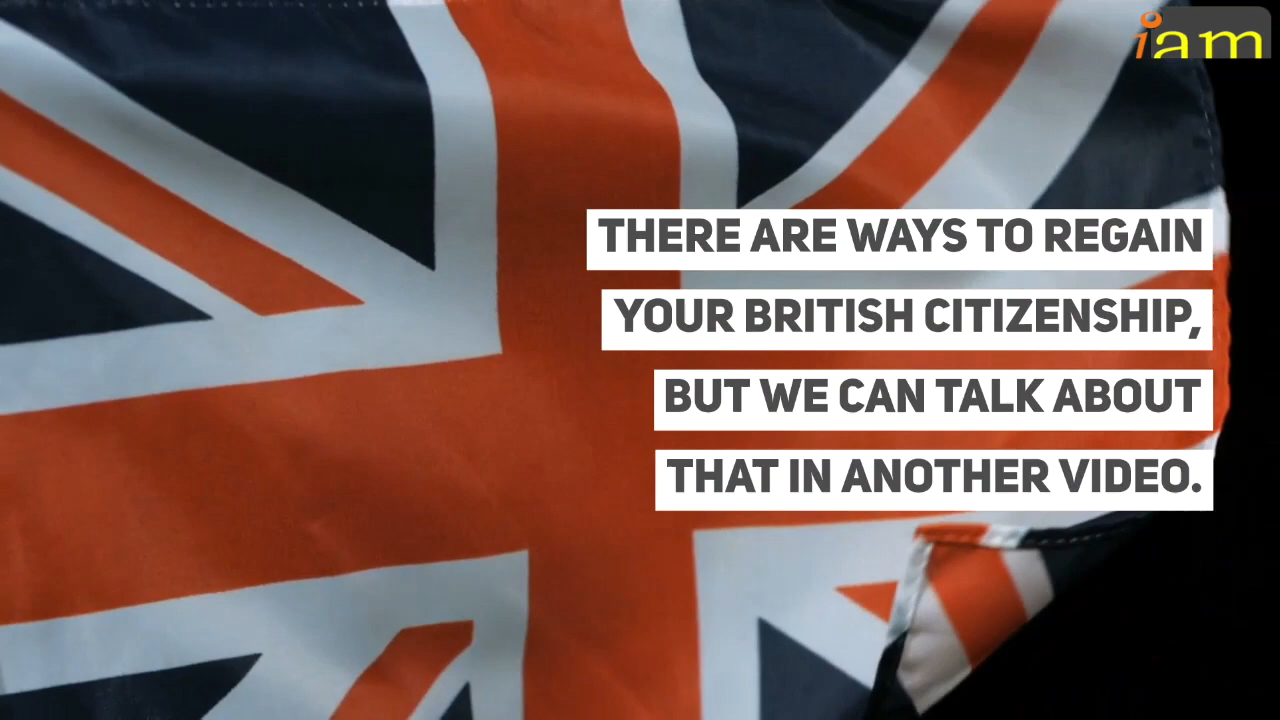 iam
THERE ARE WAYS TO REGAIN
YOUR BRITISH CITIZENSHIP,
BUT WE CAN TALK ABOUT
THAT IN ANOTHER VIDEO.